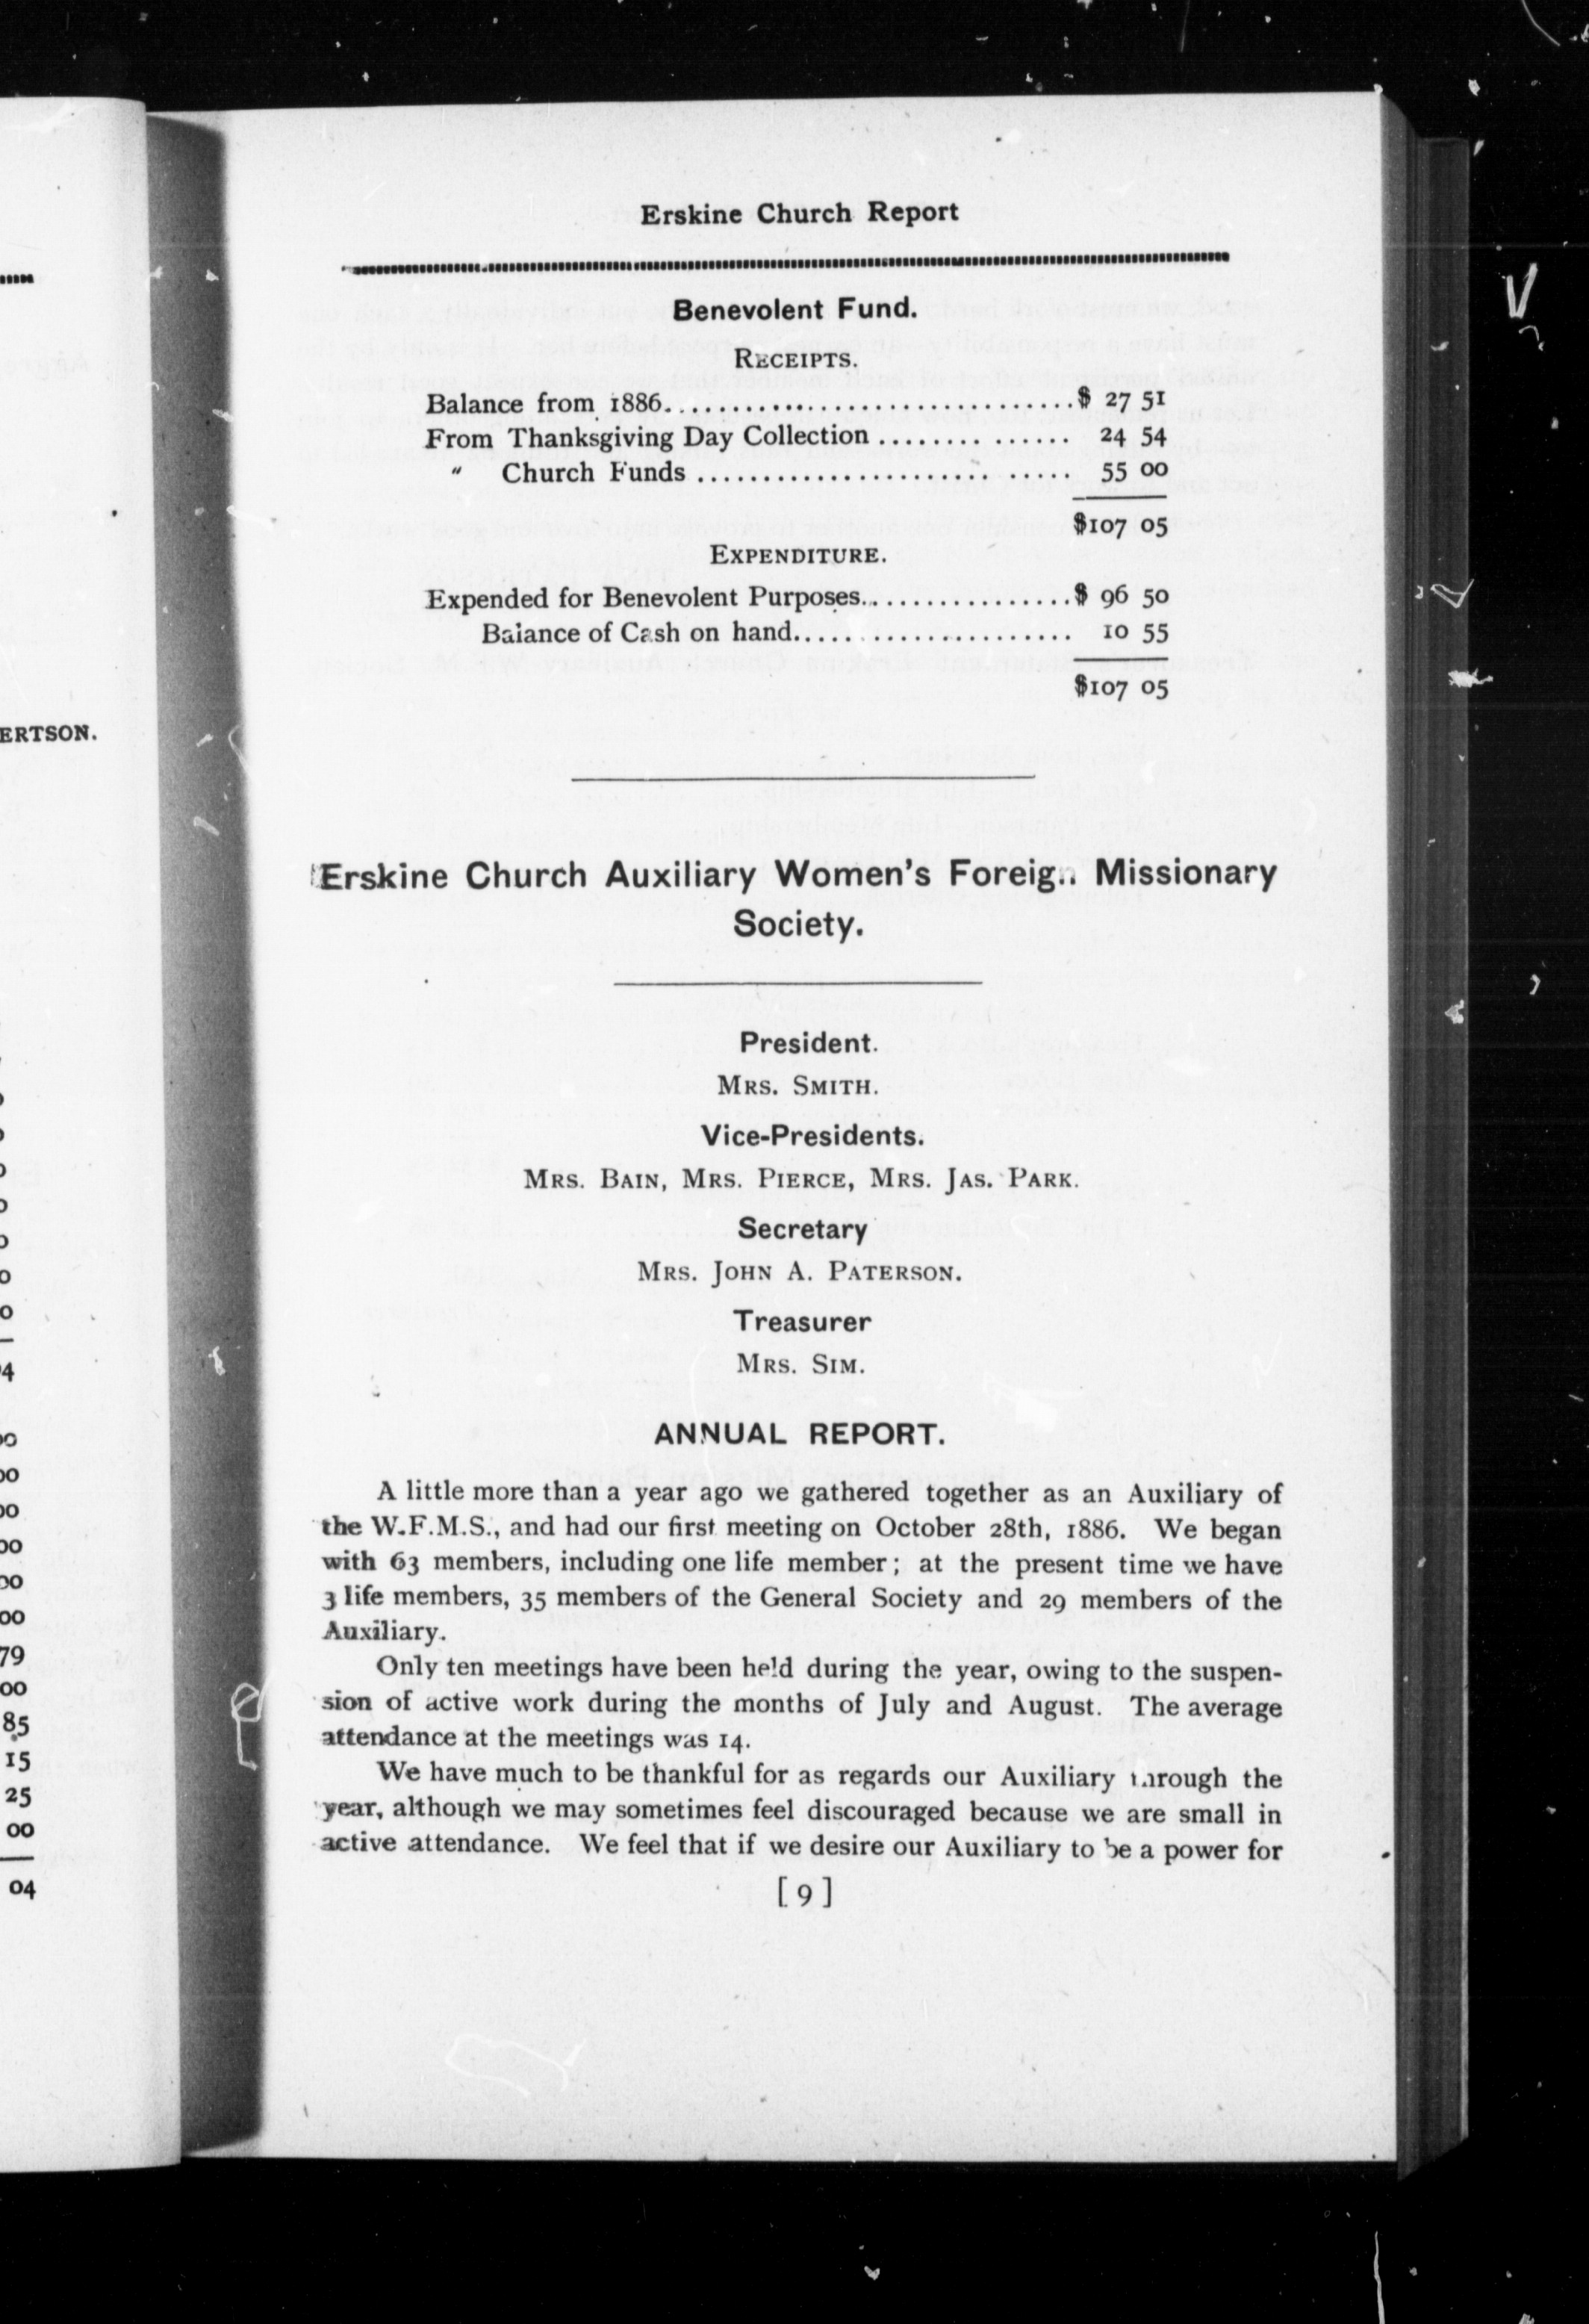 Erskine Church Report
Benevolent Fund.
RECEIPTS.
Balance from 1886..................................$ 27 51
From Thanksgiving Day Collection ............... 24 54
" Church Funds ............................ 55 00
$107 05
EXPENDITURE.
Expended for Benevolent Purposes.................$ 96 50
Balance of Cash on hand...................... 10 55
$107 05
Erskine Church Auxiliary Women's Foreign Missionary
Society.
President.
MRS. SMITH.
Vice-Presidents.
MRS. BAIN, MRS. PIERCE, MRS. JAS. PARK.
Secretary
MRS. JOHN A. PATERSON.
Treasurer
MRS. SIM.
ANNUAL REPORT.
A little more than a year ago we gathered together as an Auxiliary of
the W.F.M.S., and had our first meeting on October 28th, 1886. We began
with 63 members, including one life member; at the present time we have
3 life members, 35 members of the General Society and 29 members of the
Auxiliary.
Only ten meetings have been held during the year, owing to the suspen-
sion of active work during the months of July and August. The average
attendance at the meetings was 14.
We have much to be thankful for as regards our Auxiliary through the
year, although we may sometimes feel discouraged because we are small in
active attendance. We feel that if we desire our Auxiliary to be a power for
[9]
ERTSON.
79
00
85
15
25
00
04